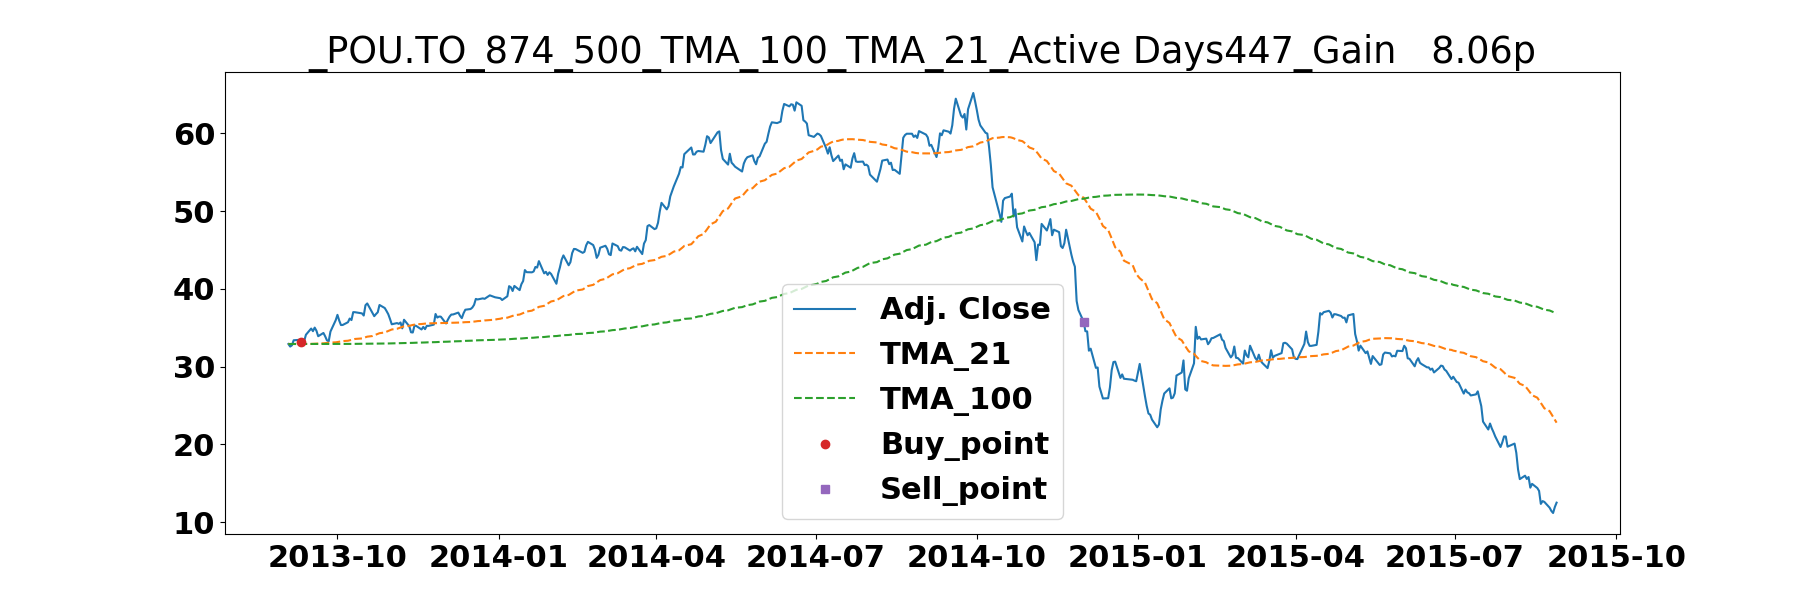 _POU.TO_874_500_TMA_100_TMA_21_Active Days447_Gain   8.06p
60
50
40
30
20
10
Adj. Close
TMA_21
TMA_100
Buy_point
Sell_point
2013-10 2014-01 2014-04 2014-07 2014-10 2015-01 2015-04 2015-07 2015-10